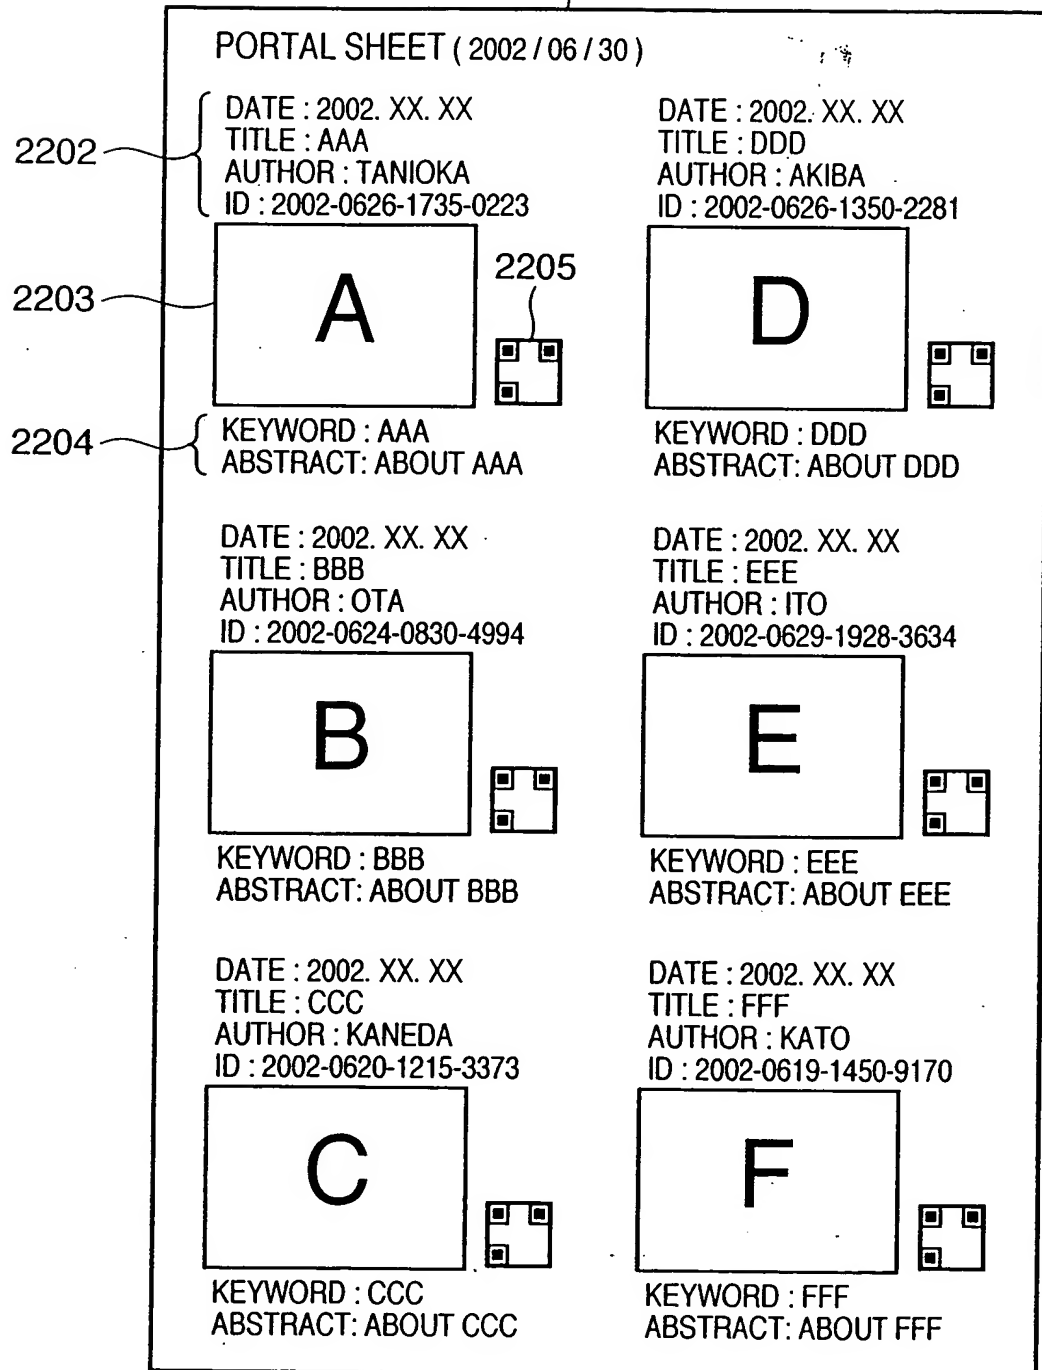 PORTAL SHEET ( 2002 / 06 / 30 )
2202
DATE : 2002. XX. XX
TITLE : AAA
AUTHOR : TANIOKA
ID : 2002-0626-1735-0223
2203
A
2205
2204
KEYWORD : AAA
ABSTRACT: ABOUT AAA
DATE : 2002. XX. XX
TITLE : DDD
AUTHOR : AKIBA
ID : 2002-0626-1350-2281
D
KEYWORD : DDD
ABSTRACT: ABOUT DDD
DATE : 2002. XX. XX
TITLE : BBB
AUTHOR : OTA
ID : 2002-0624-0830-4994
B
KEYWORD : BBB
ABSTRACT: ABOUT BBB
DATE : 2002. XX. XX
TITLE : EEE
AUTHOR : ITO
ID : 2002-0629-1928-3634
E
KEYWORD : EEE
ABSTRACT: ABOUT EEE
DATE : 2002. XX. XX
TITLE : CCC
AUTHOR : KANEDA
ID : 2002-0620-1215-3373
C
KEYWORD : CCC
ABSTRACT: ABOUT CCC
DATE : 2002. XX. XX
TITLE : FFF
AUTHOR : KATO
ID : 2002-0619-1450-9170
F
KEYWORD : FFF
ABSTRACT: ABOUT FFF